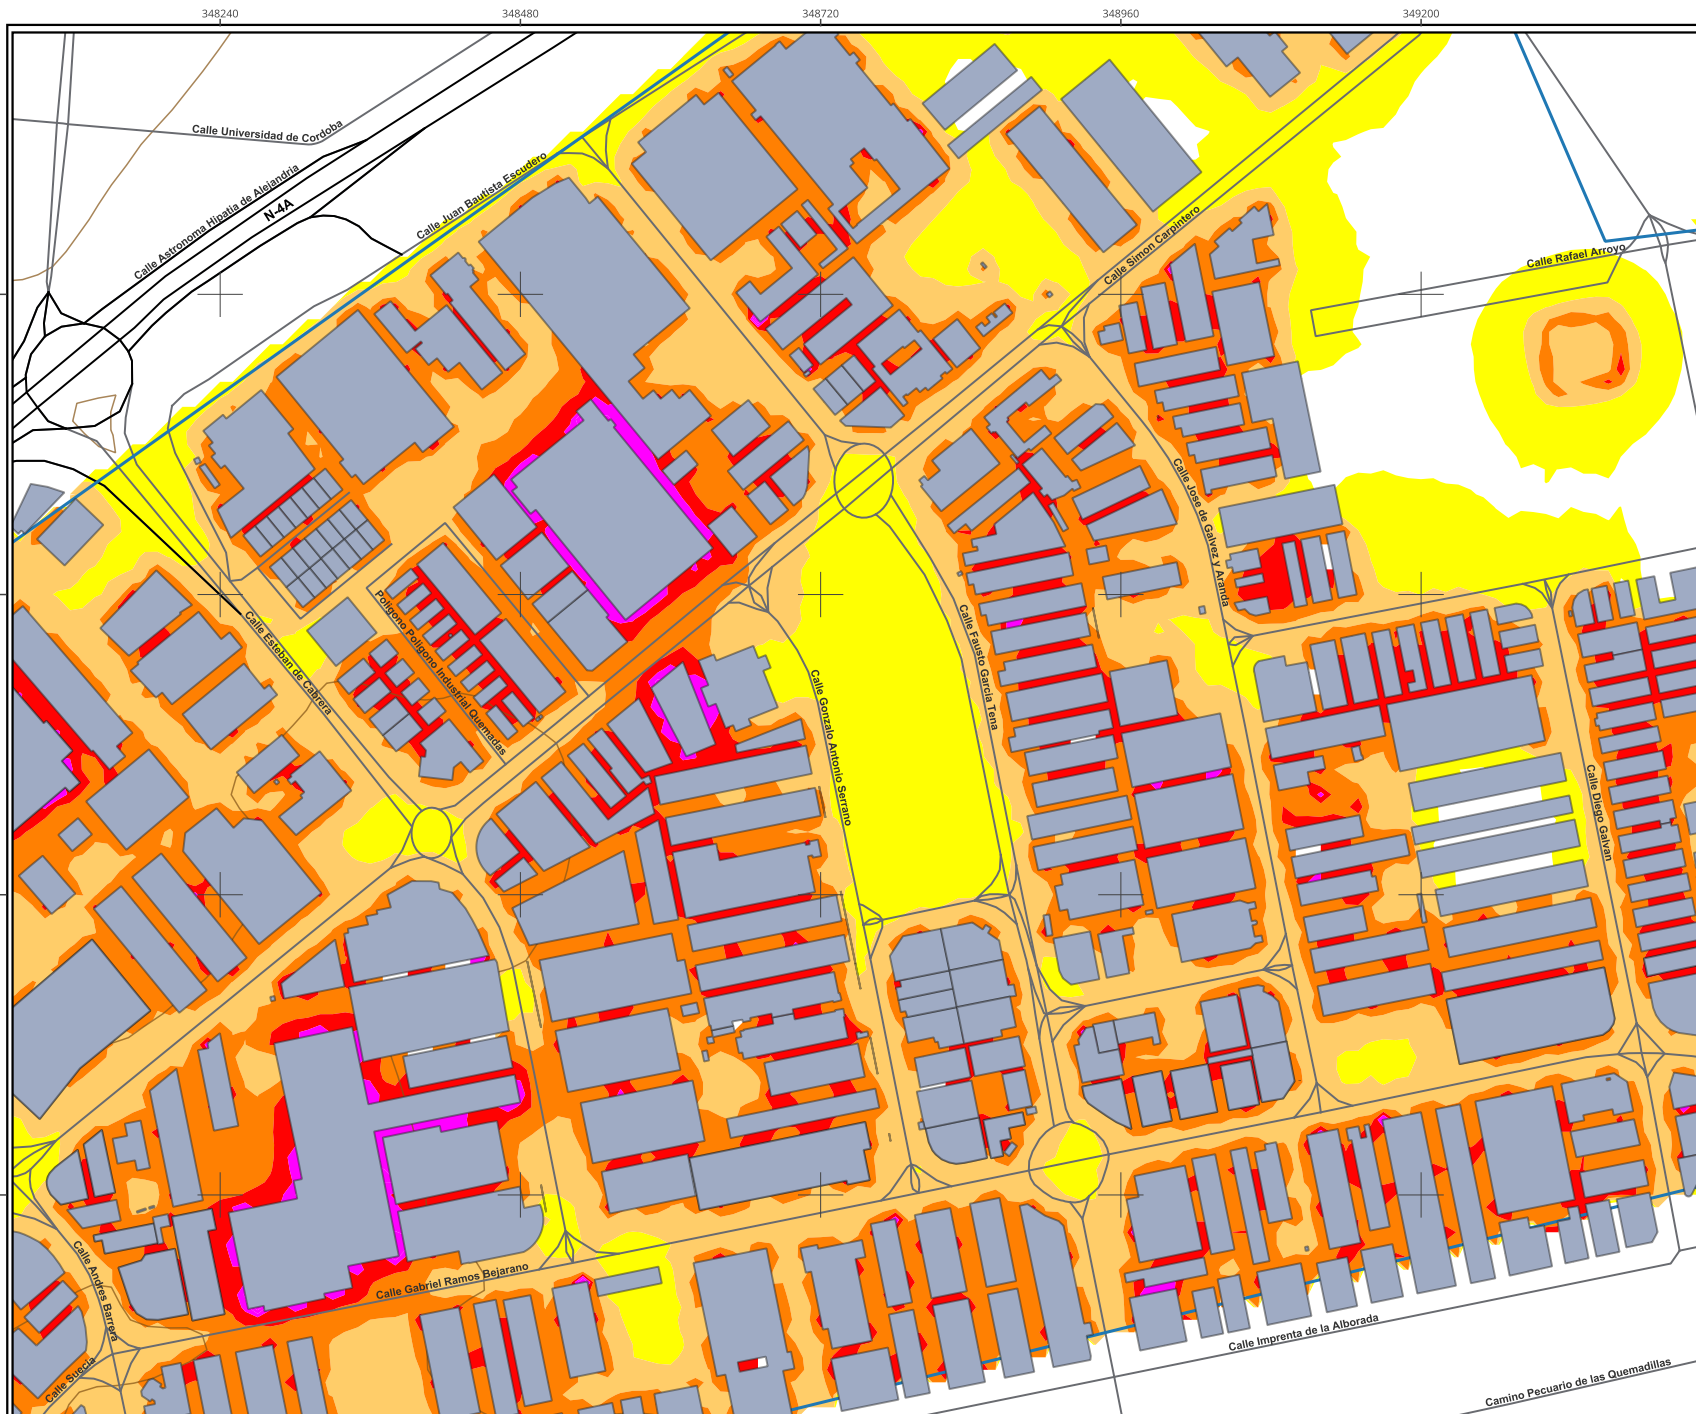 348240
348480
348720
348960
349200
Calle Universidad de Cordoba
Calle Astronoma Hipatia de Alejandria
N-4A
Calle Juan Bautista Escudero
Calle Simon Carpintero
Calle Rafael Arroyo
Calle Jose de Galvez y Aranda
Calle Esteban de Cabrera
Poligono Poligono Industrial Quemadas
Calle Fausto Garcia Tena
Calle Gonzalo Antonio Serrano
Calle Diego Galvan
Calle Andres Barrera
Calle Gabriel Ramos Bejarano
Calle Suecia
Calle Imprenta de la Alborada
Camino Pecuario de las Quemadillas